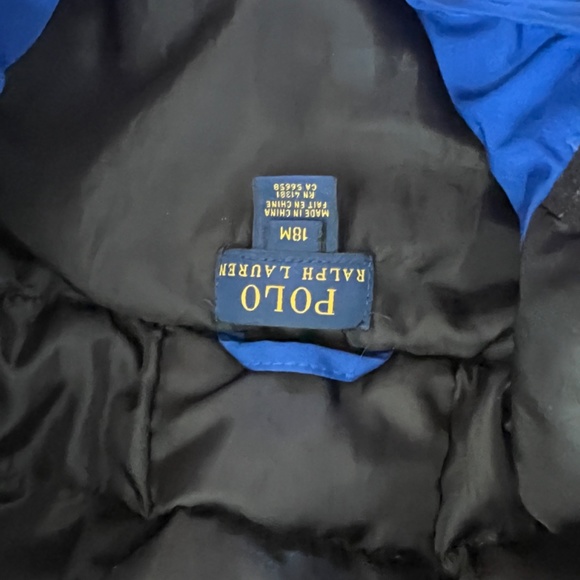 POLO
RALPH LAUREN
18M
MADE IN CHINA
FAIT EN CHINE
RN 41381
CA 56658